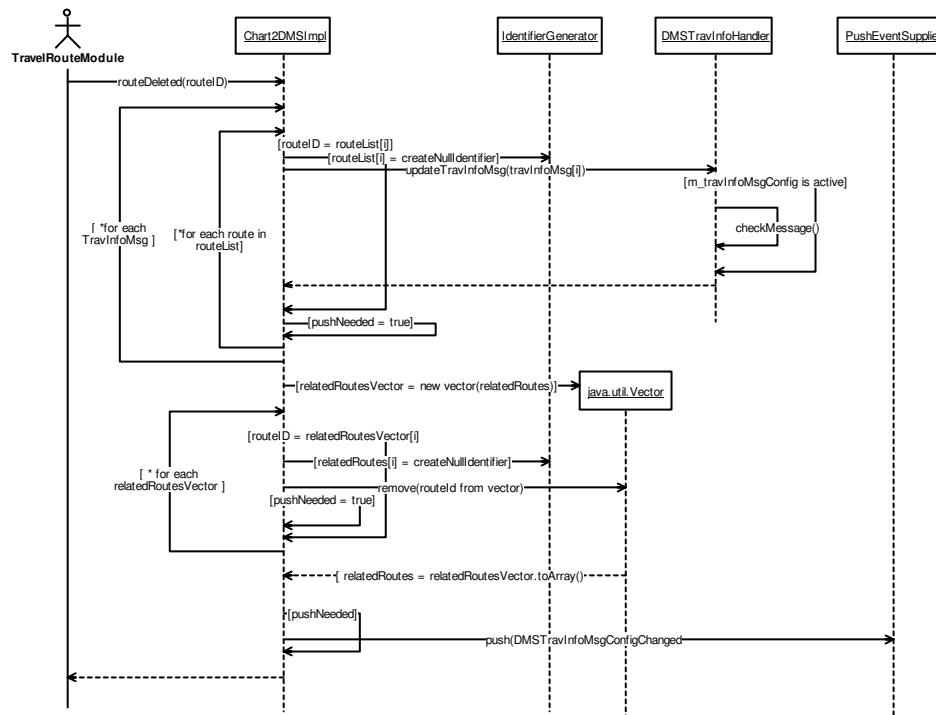 Chart2DMSImpl
IdentifierGenerator
DMSTravInfoHandler
PushEventSupplie
TravelRouteModule
routeDeleted(routeID)
[routeID = routeList[i]]
[routeList[i] = createNullIdentifier]
updateTravInfoMsg(travInfoMsg[i])
[m_travInfoMsgConfig is active]
checkMessage()
[ *for each
TravInfoMsg ]
[*for each route in
routeList]
[pushNeeded = true]
[relatedRoutesVector = new vector(relatedRoutes)]
java.util.Vector
[routeID = relatedRoutesVector[i]
[relatedRoutes[i] = createNullIdentifier]
[ * for each
relatedRoutesVector ]
remove(routeId from vector)
[pushNeeded = true]
[ relatedRoutes = relatedRoutesVector.toArray()
[pushNeeded]
push(DMSTravInfoMsgConfigChanged